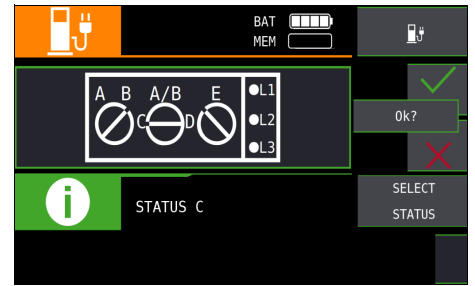 BAT
MEM
A B A/B E
L1
C D
L2
L3
Ok?
i
STATUS C
SELECT
STATUS